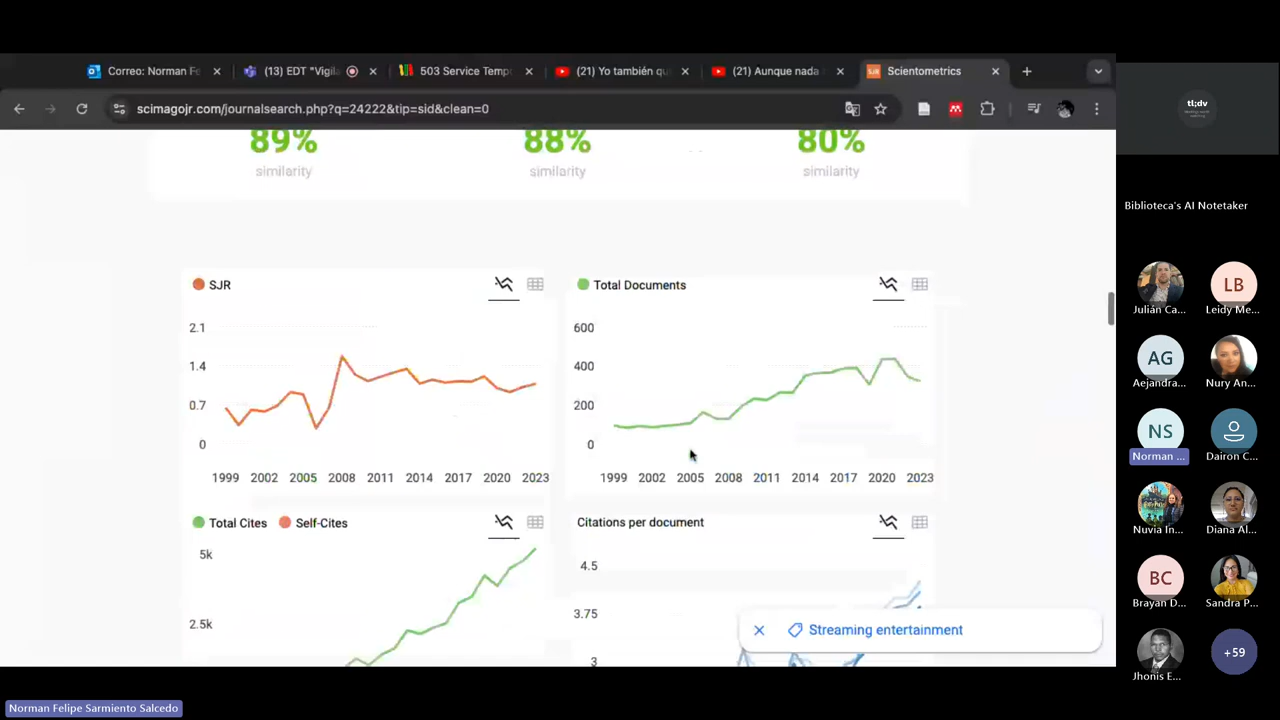 Correo: Norman Fe
(13) EDT "Vigila
503 Service Temp
(21) Yo también qu
(21) Aunque nada
SJR Scientometrics
scimagojr.com/journalsearch.php?q=24222&tip=sid&clean=0
89% 88% 80%
similarity similarity similarity
SJR
2.1
1.4
0.7
0
1999 2002 2005 2008 2011 2014 2017 2020 2023
Total Documents
600
400
200
0
1999 2002 2005 2008 2011 2014 2017 2020 2023
Total Cites Self-Cites
5k
2.5k
Citations per document
4.5
3.75
3
Streaming entertainment
tl;dv
Biblioteca's AI Notetaker
Julián Ca...
LB
Leidy Me...
AG
Aejandra...
Nury An...
NS
Norman ...
Dairon C...
Nuvia In...
Diana Al...
BC
Brayan D...
Sandra P...
Jhonis E...
+59
Norman Felipe Sarmiento Salcedo